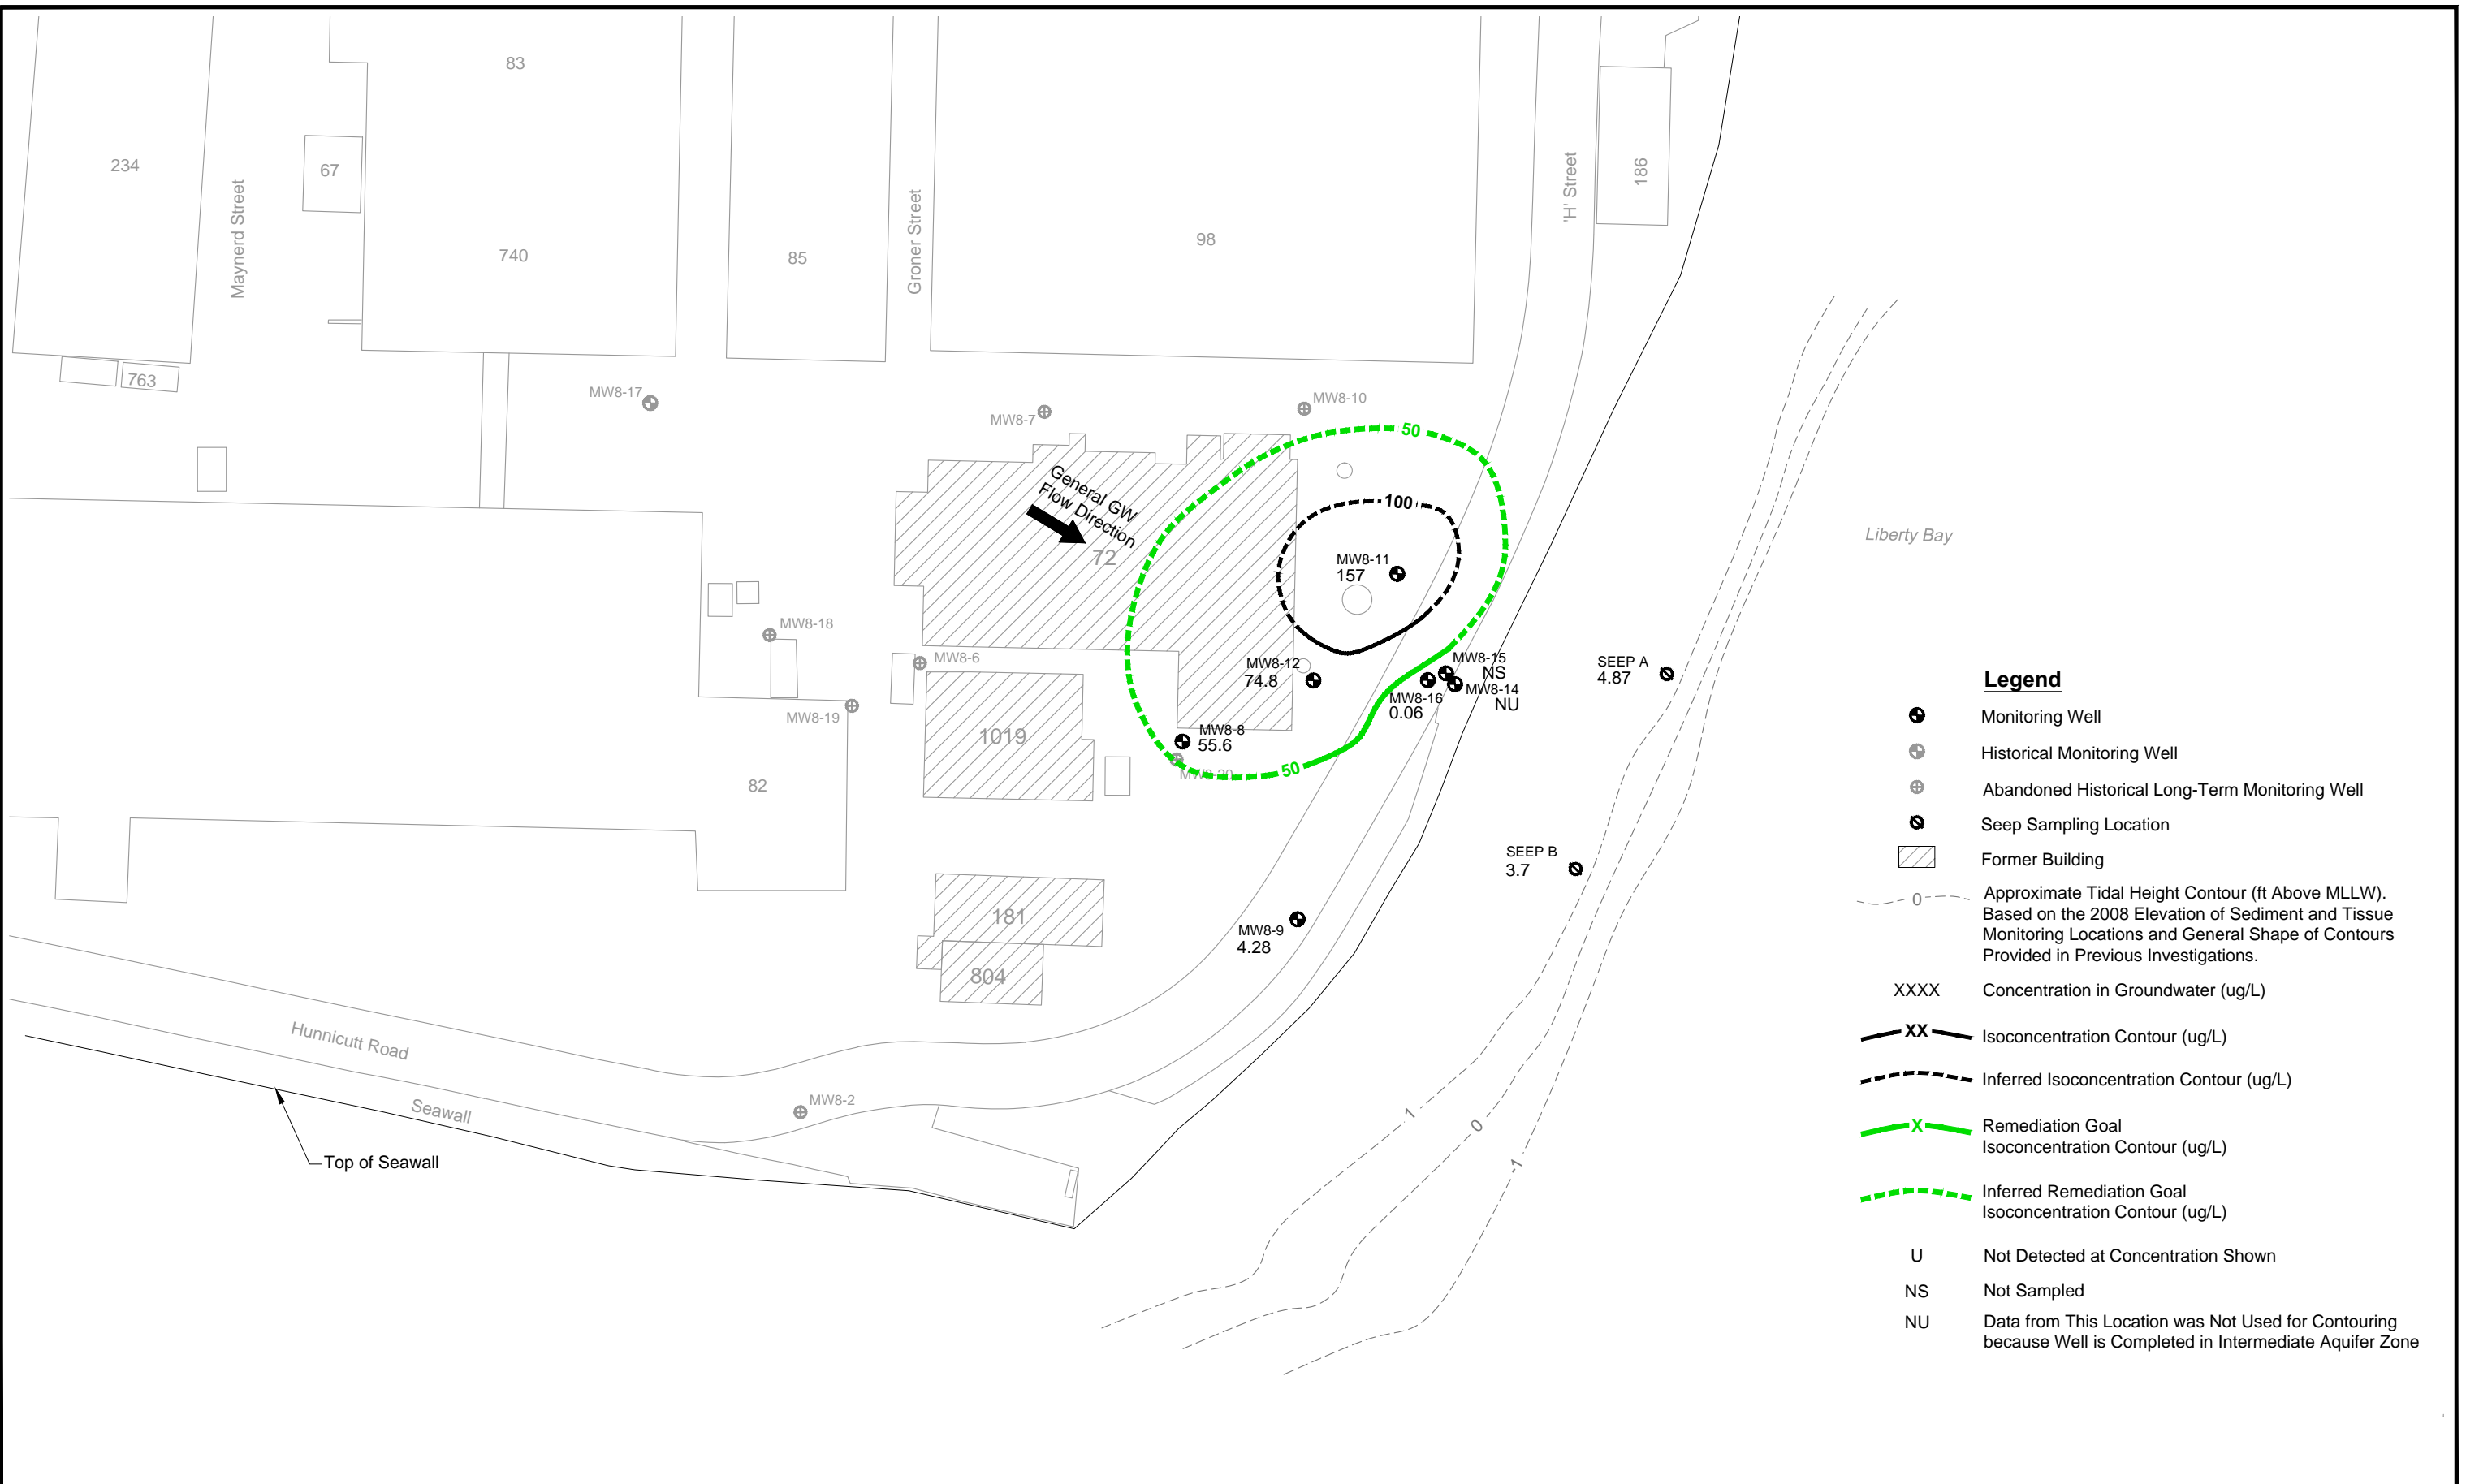 83
234
67
Maynerd Street
740
85
Groner Street
98
'H' Street
186
763
MW8-17
MW8-7
MW8-10
50
General GW
Flow Direction
72
100
MW8-11
157
Liberty Bay
MW8-18
MW8-6
MW8-19
82
1019
MW8-12
74.8
MW8-15
NS
MW8-14
NU
MW8-16
0.06
MW8-8
55.6
MW8-20
50
SEEP A
4.87
SEEP B
3.7
181
804
MW8-9
4.28
Hunnicutt Road
Seawall
Top of Seawall
MW8-2
1
0
-1
Legend
Monitoring Well
Historical Monitoring Well
Abandoned Historical Long-Term Monitoring Well
Seep Sampling Location
Former Building
0
Approximate Tidal Height Contour (ft Above MLLW).
Based on the 2008 Elevation of Sediment and Tissue
Monitoring Locations and General Shape of Contours
Provided in Previous Investigations.
XXXX Concentration in Groundwater (ug/L)
XX Isoconcentration Contour (ug/L)
Inferred Isoconcentration Contour (ug/L)
X Remediation Goal
Isoconcentration Contour (ug/L)
Inferred Remediation Goal
Isoconcentration Contour (ug/L)
U Not Detected at Concentration Shown
NS Not Sampled
NU Data from This Location was Not Used for Contouring
because Well is Completed in Intermediate Aquifer Zone